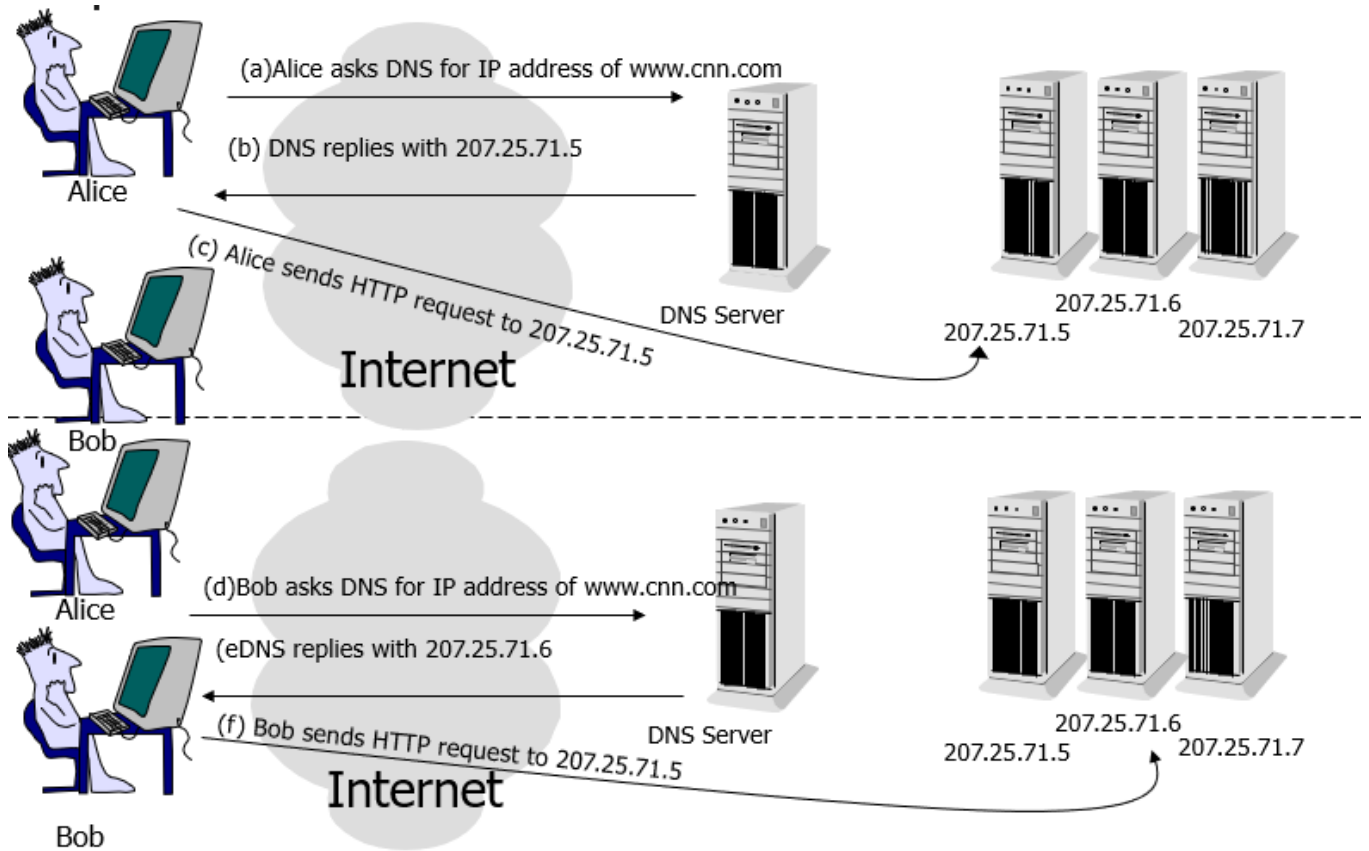 (a)Alice asks DNS for IP address of www.cnn.com
(b) DNS replies with 207.25.71.5
Alice
(c) Alice sends HTTP request to 207.25.71.5
DNS Server
207.25.71.6
207.25.71.5
207.25.71.7
Internet
Bob
(d)Bob asks DNS for IP address of www.cnn.com
Alice
(eDNS replies with 207.25.71.6
(f) Bob sends HTTP request to 207.25.71.5
DNS Server
207.25.71.6
207.25.71.5
207.25.71.7
Internet
Bob